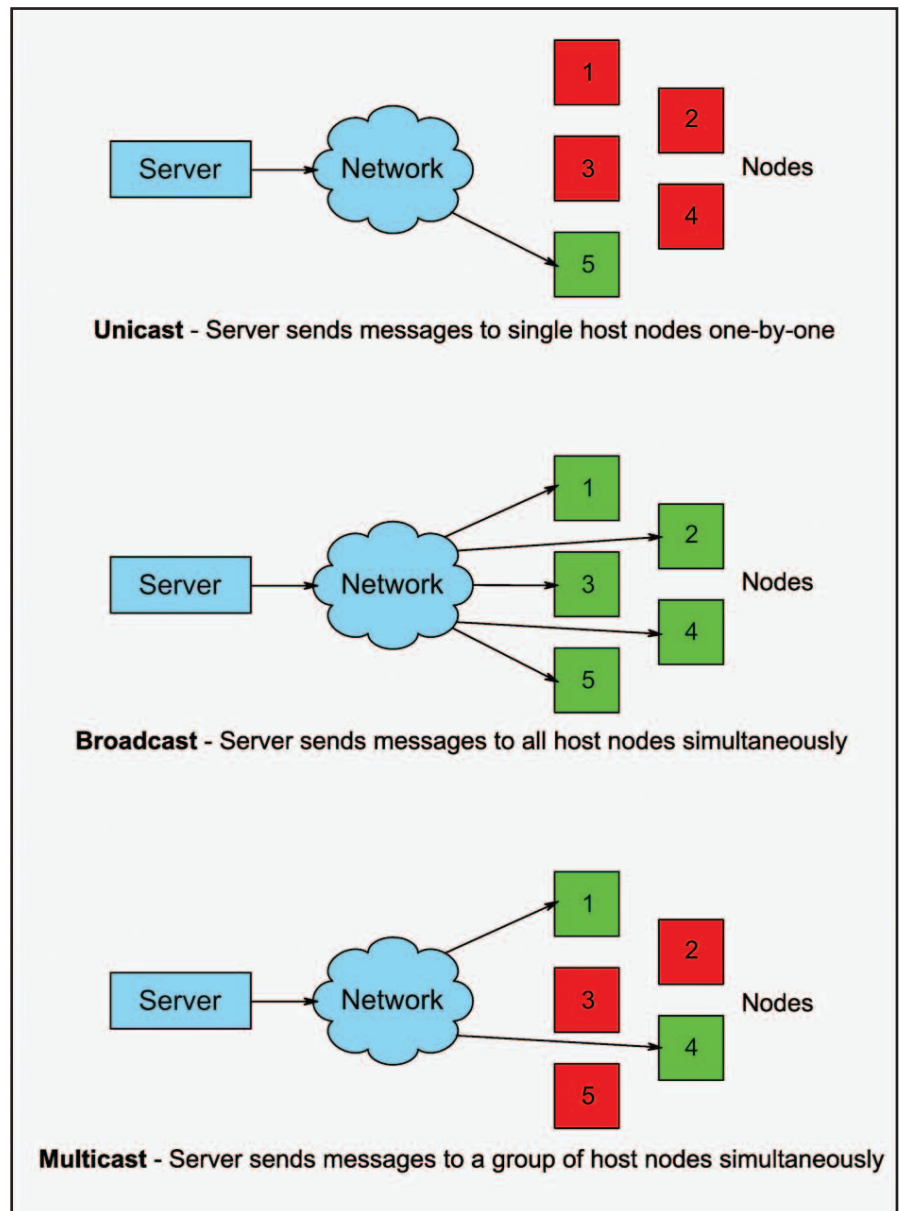 1
2
Server
Network
3
Nodes
4
5
Unicast - Server sends messages to single host nodes one-by-one
1
2
Server
Network
3
Nodes
4
5
Broadcast - Server sends messages to all host nodes simultaneously
1
2
Server
Network
3
Nodes
4
5
Multicast - Server sends messages to a group of host nodes simultaneously